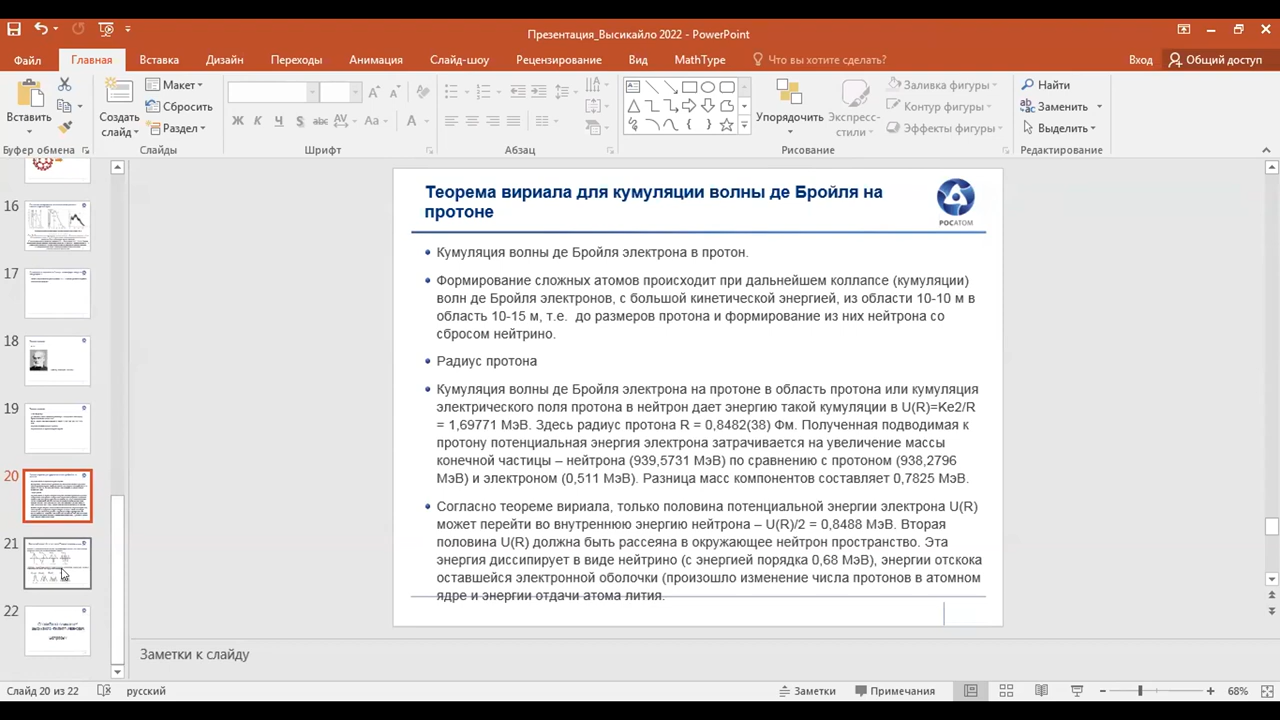 Презентация_Высикайло 2022 - PowerPoint
Файл
Главная
Вставка
Дизайн
Переходы
Анимация
Слайд-шоу
Рецензирование
Вид
MathType
Что вы хотите сделать?
Вход
Общий доступ
Вставить
Создать слайд
Макет
Сбросить
Раздел
Ж К Ч S abc AV Aa А
Упорядочить
Экспресс-стили
Заливка фигуры
Контур фигуры
Эффекты фигуры
Найти
Заменить
Выделить
Буфер обмена
Слайды
Шрифт
Абзац
Рисование
Редактирование
16
17
18
19
20
21
22
Теорема вириала для кумуляции волны де Бройля на
протоне
РОСАТОМ
Кумуляция волны де Бройля электрона в протон.
Формирование сложных атомов происходит при дальнейшем коллапсе (кумуляции)
волн де Бройля электронов, с большой кинетической энергией, из области 10-10 м в
область 10-15 м, т.е. до размеров протона и формирование из них нейтрона со
сбросом нейтрино.
Радиус протона
Кумуляция волны де Бройля электрона на протоне в область протона или кумуляция
электрического поля протона в нейтрон дает энергию такой кумуляции в U(R)=Ke2/R
= 1,69771 МэВ. Здесь радиус протона R = 0,8482(38) Фм. Полученная подводимая к
протону потенциальная энергия электрона затрачивается на увеличение массы
конечной частицы – нейтрона (939,5731 МэВ) по сравнению с протоном (938,2796
МэВ) и электроном (0,511 МэВ). Разница масс компонентов составляет 0,7825 МэВ.
Согласно теореме вириала, только половина потенциальной энергии электрона U(R)
может перейти во внутреннюю энергию нейтрона – U(R)/2 = 0,8488 МэВ. Вторая
половина U(R) должна быть рассеяна в окружающее нейтрон пространство. Эта
энергия диссипирует в виде нейтрино (с энергией порядка 0,68 МэВ), энергии отскока
оставшейся электронной оболочки (произошло изменение числа протонов в атомном
ядре и энергии отдачи атома лития.
Заметки к слайду
Слайд 20 из 22
русский
Заметки
Примечания
68%